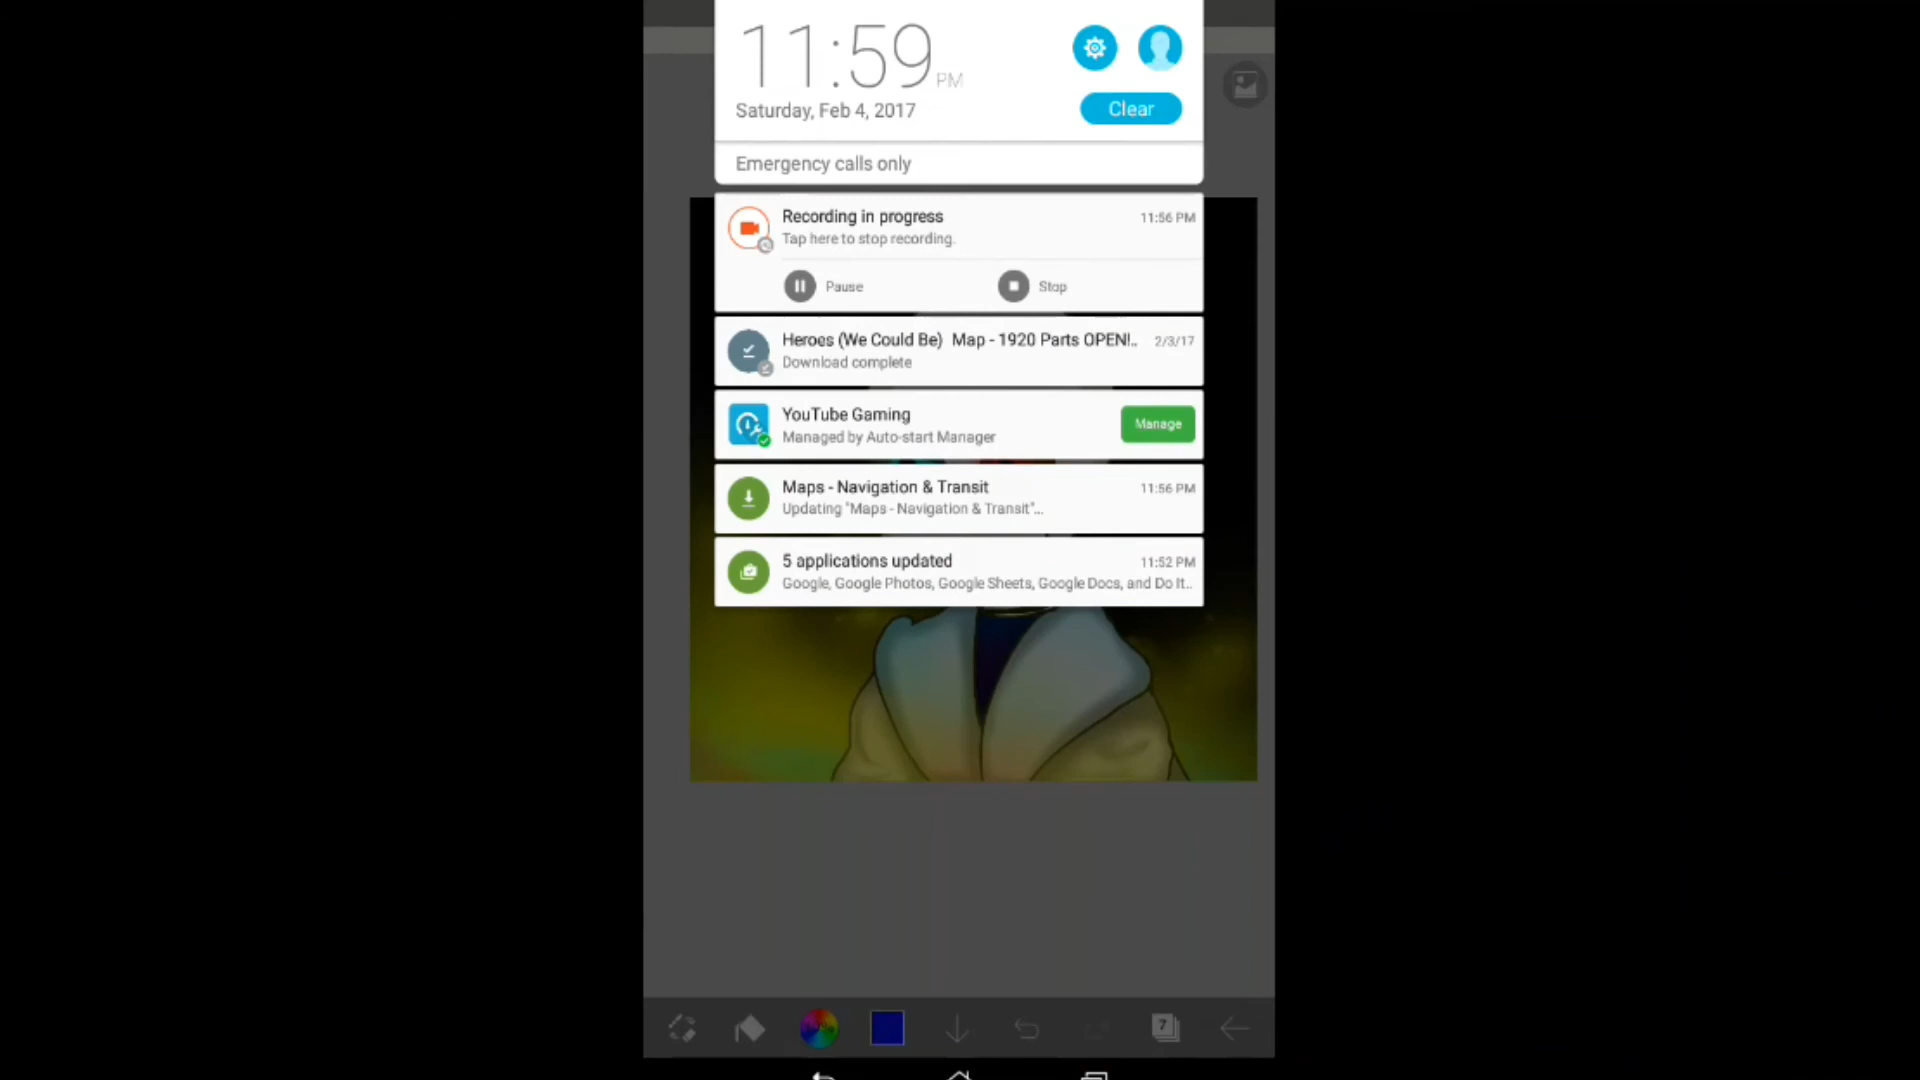 11:59 PM
Saturday, Feb 4, 2017
Clear
Emergency calls only
Recording in progress 11:56 PM
Tap here to stop recording.
Pause Stop
Heroes (We Could Be) Map - 1920 Parts OPEN!.. 2/3/17
Download complete
YouTube Gaming
Managed by Auto-start Manager
Manage
Maps - Navigation & Transit 11:56 PM
Updating "Maps - Navigation & Transit"...
5 applications updated 11:52 PM
Google, Google Photos, Google Sheets, Google Docs, and Do It..
7